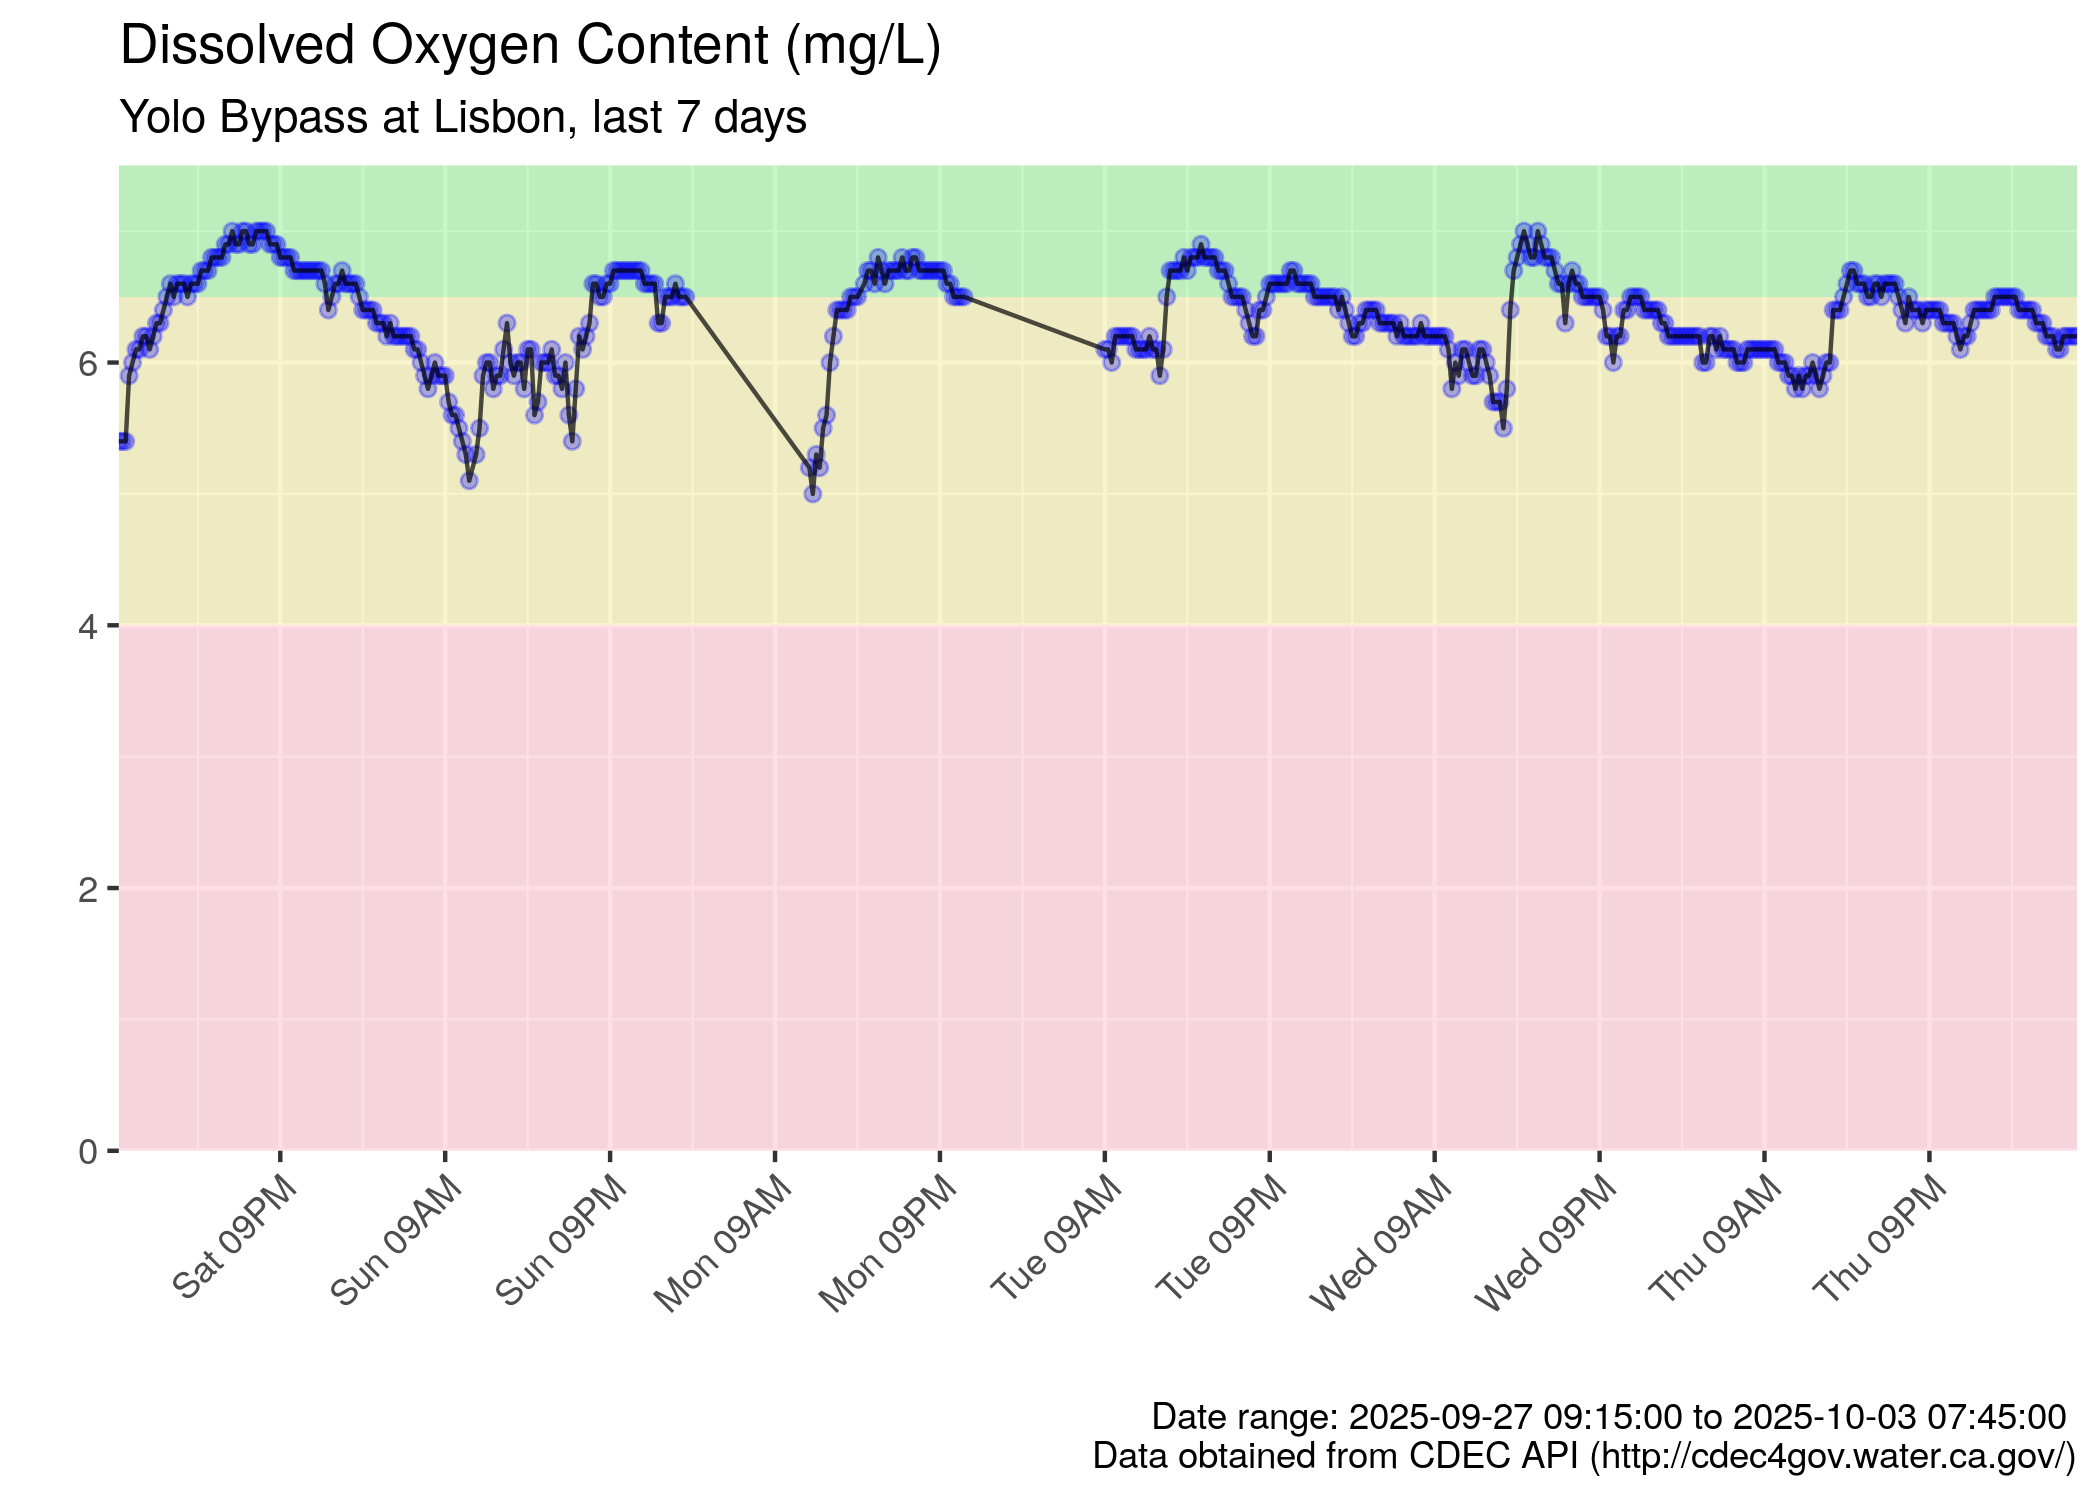 Dissolved Oxygen Content (mg/L)
Yolo Bypass at Lisbon, last 7 days
6
4
2
0
Sat 09PM
Sun 09AM
Sun 09PM
Mon 09AM
Mon 09PM
Tue 09AM
Tue 09PM
Wed 09AM
Wed 09PM
Thu 09AM
Thu 09PM
Date range: 2025-09-27 09:15:00 to 2025-10-03 07:45:00
Data obtained from CDEC API (http://cdec4gov.water.ca.gov/)